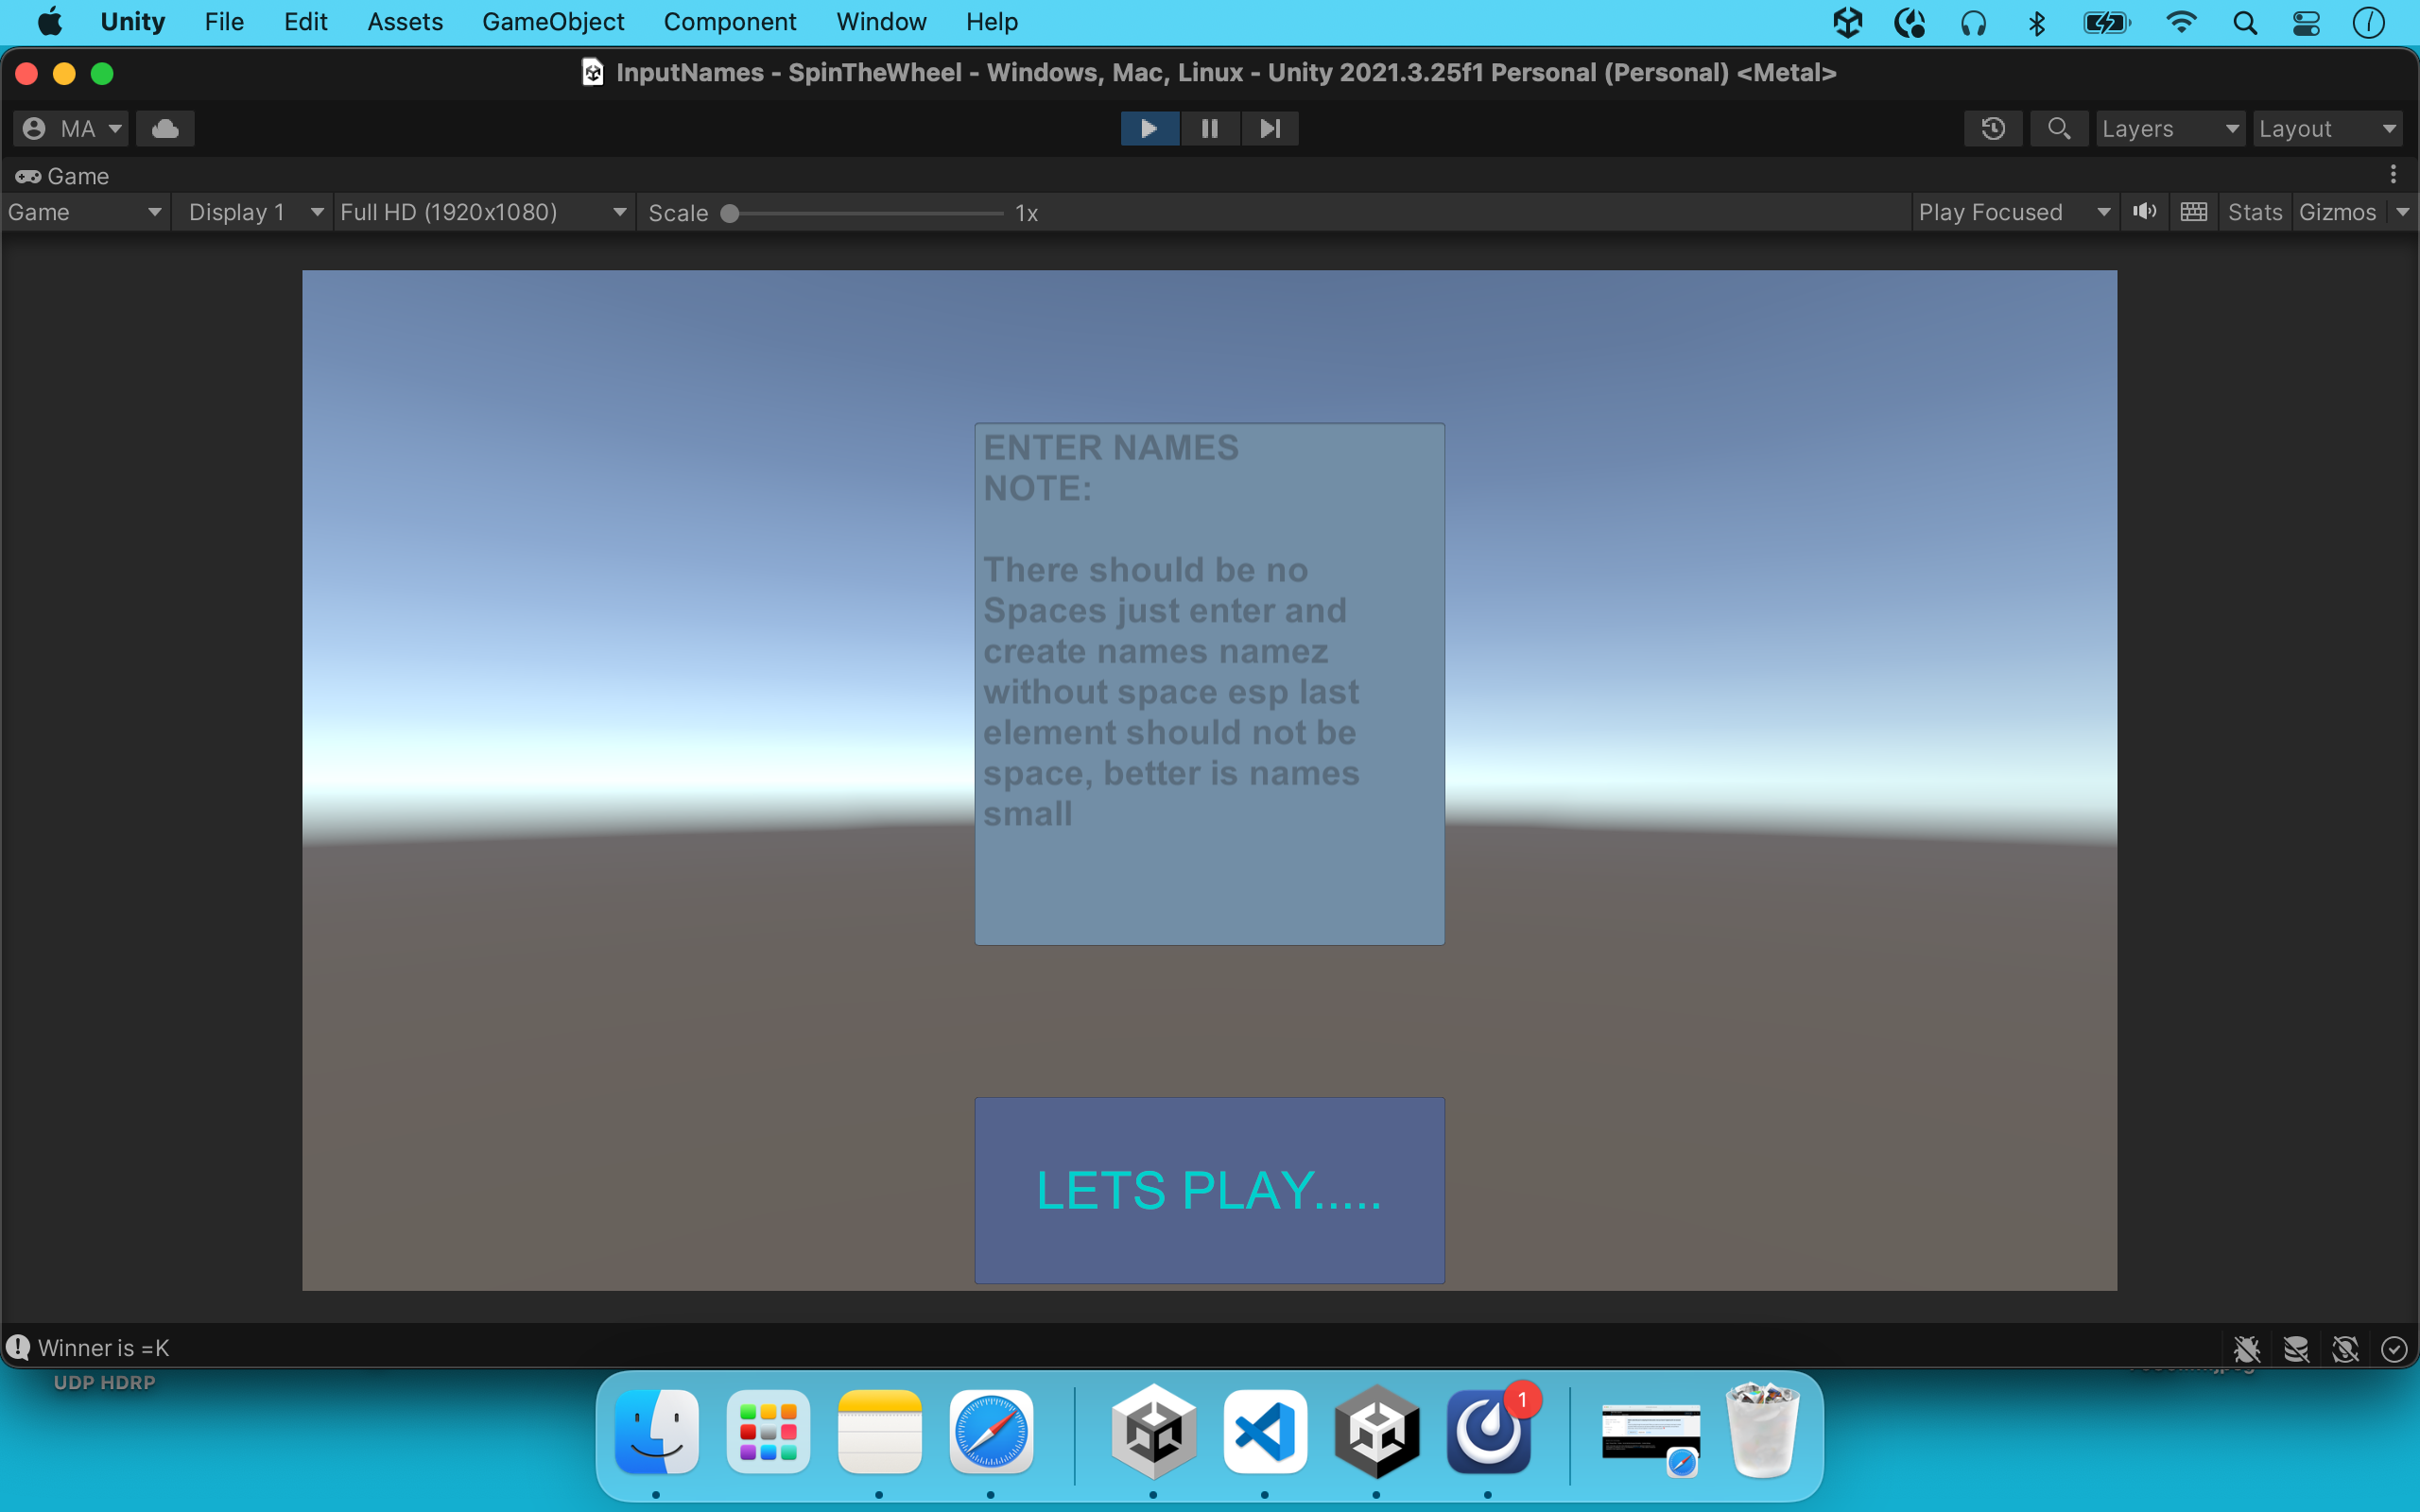 Unity File Edit Assets GameObject Component Window Help
InputNames - SpinTheWheel - Windows, Mac, Linux - Unity 2021.3.25f1 Personal (Personal) <Metal>
MA Layers Layout
Game
Game Display 1 Full HD (1920x1080) Scale 1x Play Focused Stats Gizmos
ENTER NAMES
NOTE:
There should be no
Spaces just enter and
create names namez
without space esp last
element should not be
space, better is names
small
LETS PLAY.....
Winner is =K
UDP HDRP
1